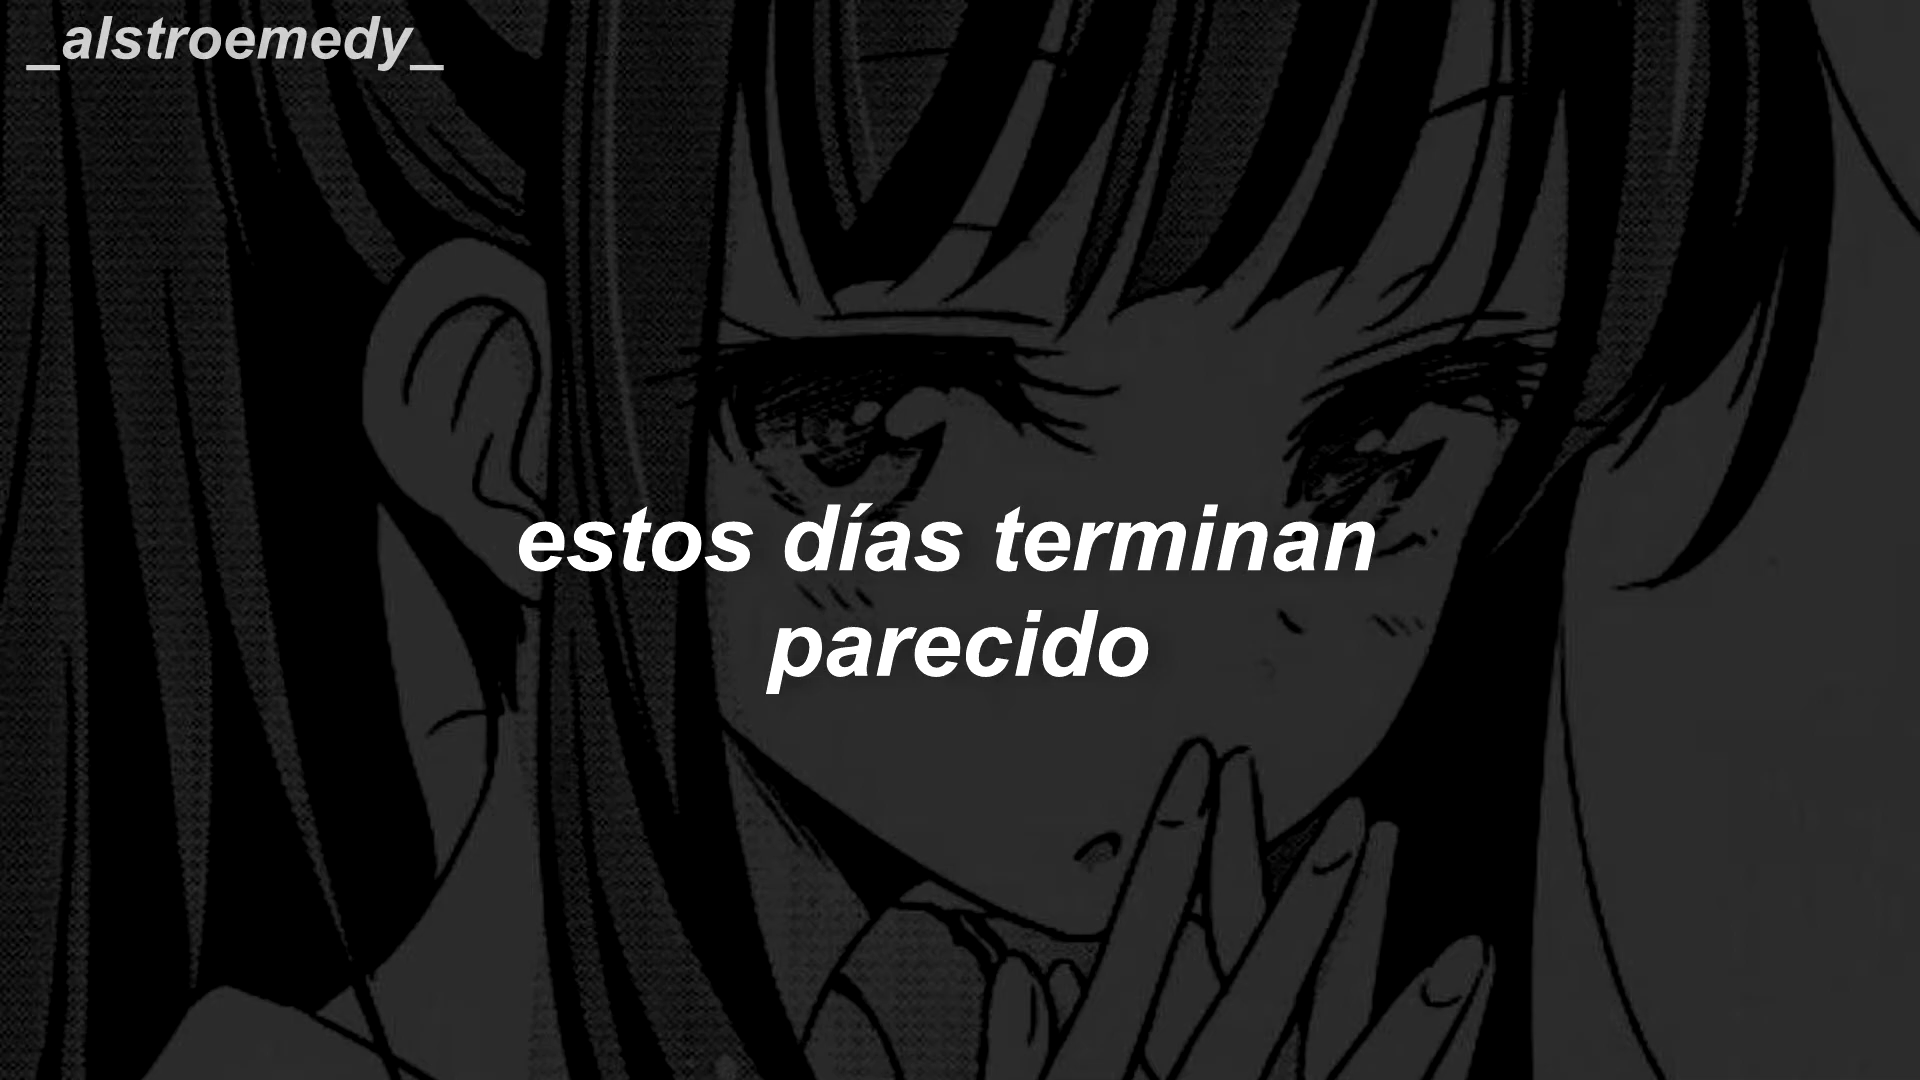 _alstroemedy_
estos días terminan
parecido